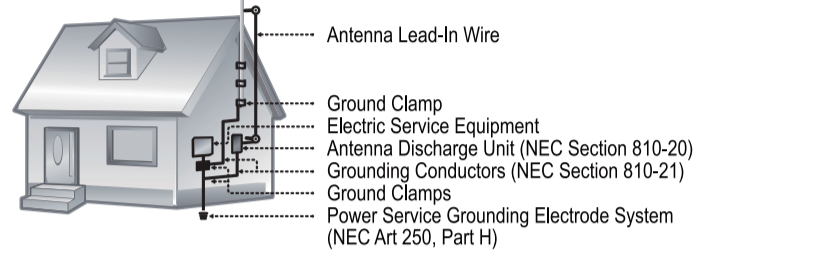 Antenna Lead-In Wire
Ground Clamp
Electric Service Equipment
Antenna Discharge Unit (NEC Section 810-20)
Grounding Conductors (NEC Section 810-21)
Ground Clamps
Power Service Grounding Electrode System
(NEC Art 250, Part H)